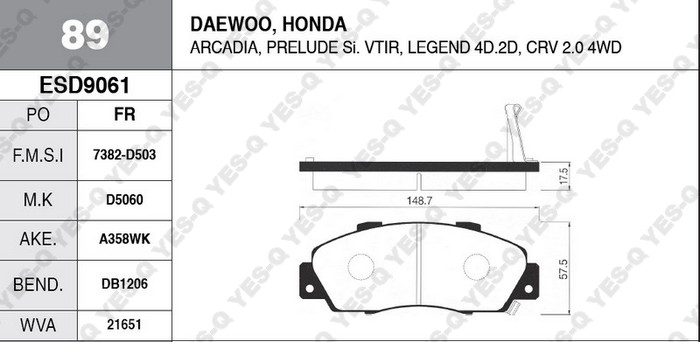 89
DAEWOO, HONDA
ARCADIA, PRELUDE Si. VTIR, LEGEND 4D.2D, CRV 2.0 4WD
ESD9061
PO FR
F.M.S.I 7382-D503
M.K D5060
AKE. A358WK
BEND. DB1206
WVA 21651
17.5
148.7
57.5
YES-Q YES-Q YES-Q YES-Q